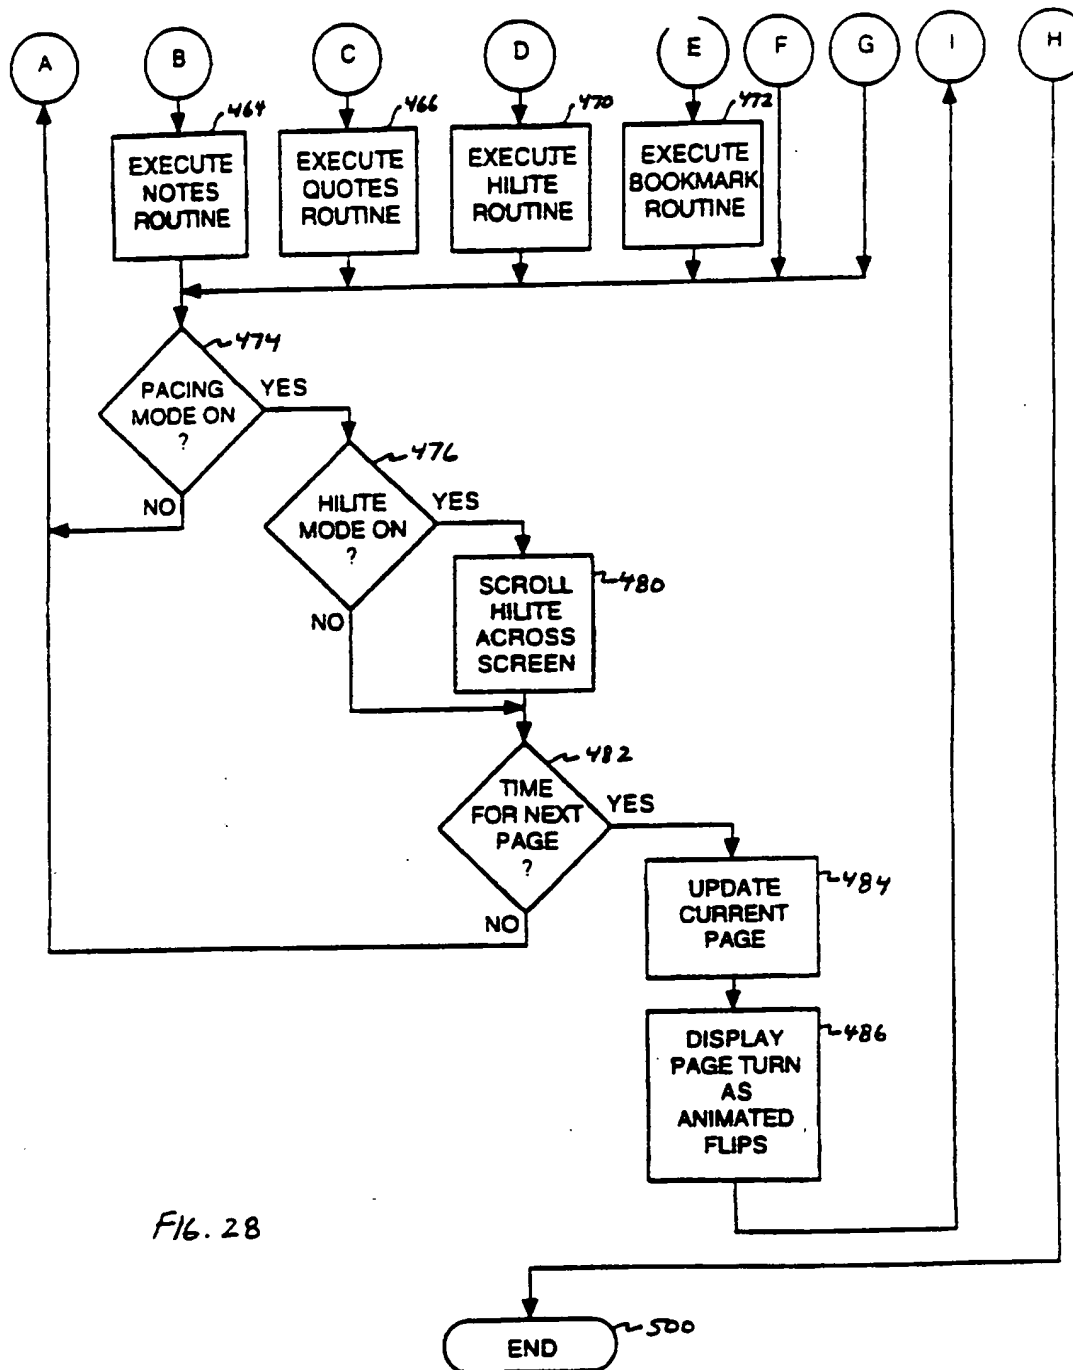 A B C D E F G I H
464 466 470 472
EXECUTE
NOTES
ROUTINE
EXECUTE
QUOTES
ROUTINE
EXECUTE
HILITE
ROUTINE
EXECUTE
BOOKMARK
ROUTINE
474
PACING
MODE ON
?
YES
NO
476
HILITE
MODE ON
?
YES
NO
480
SCROLL
HILITE
ACROSS
SCREEN
482
TIME
FOR NEXT
PAGE
?
YES
NO
484
UPDATE
CURRENT
PAGE
486
DISPLAY
PAGE TURN
AS
ANIMATED
FLIPS
FIG. 28
500
END